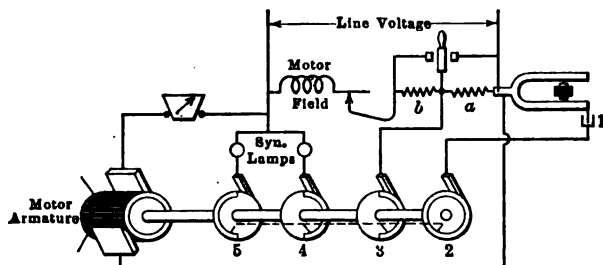 Line Voltage
Motor
Field
b
a
1
Syn.
Lamps
Motor
Armature
5
4
3
2